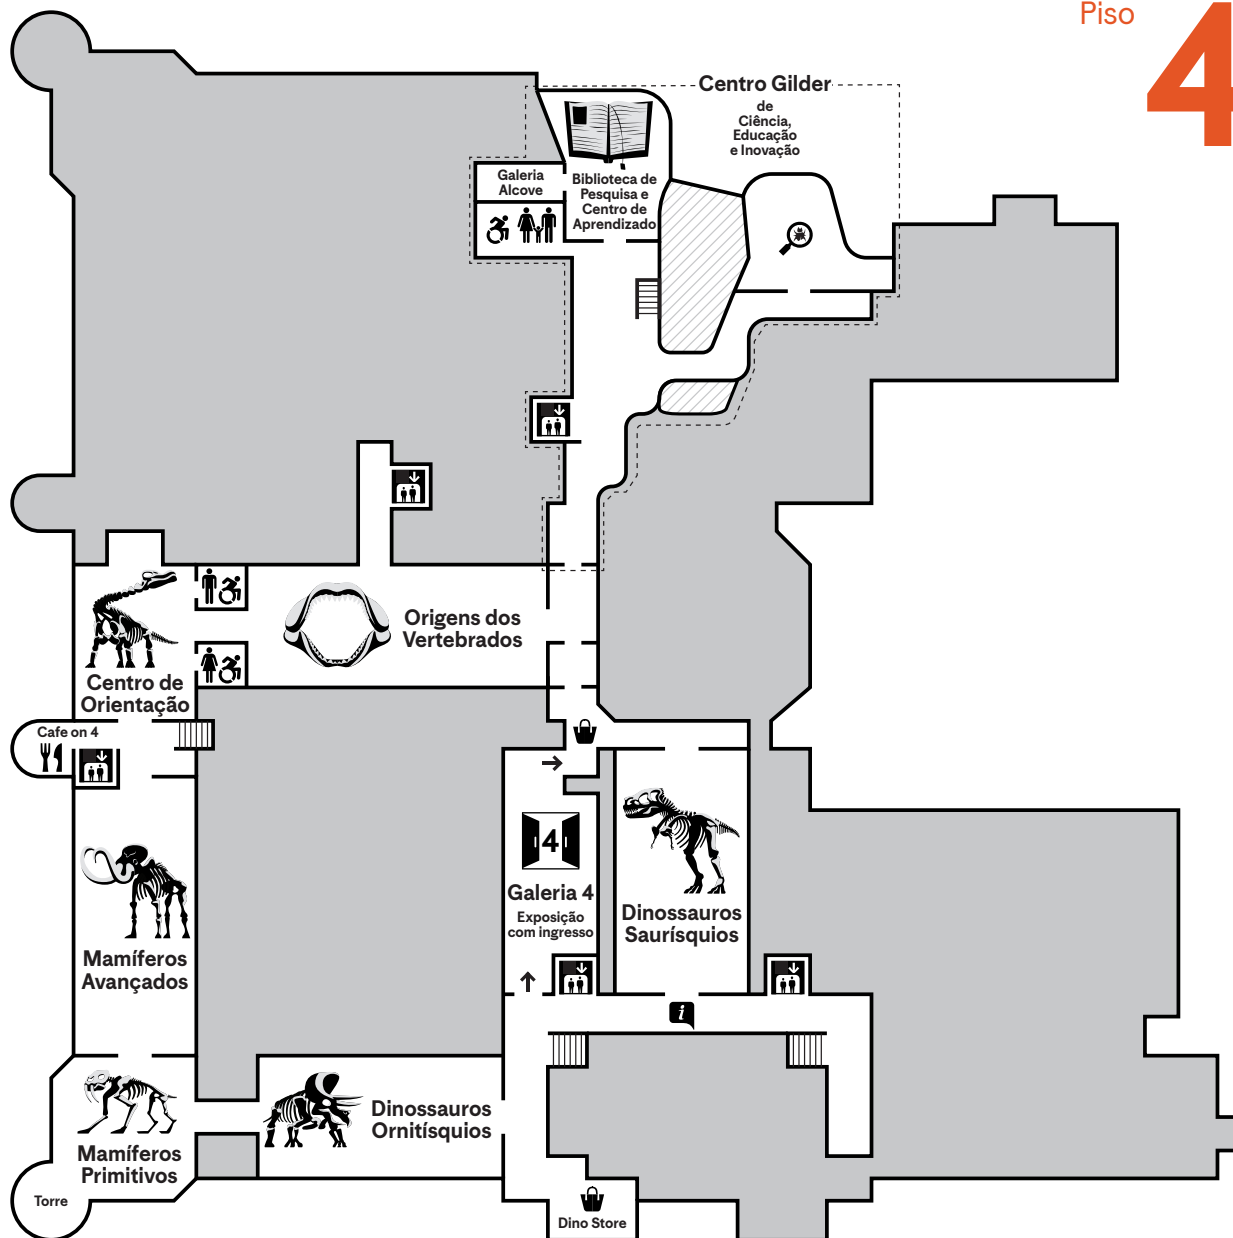 Piso
4
Centro Gilder
de
Ciência,
Educação
e Inovação
Galeria
Alcove
Biblioteca de
Pesquisa e
Centro de
Aprendizado
Origens dos
Vertebrados
Centro de
Orientação
Cafe on 4
4
Galeria 4
Exposição
com ingresso
Dinossauros
Saurísquios
Mamíferos
Avançados
i
Dinossauros
Ornitísquios
Mamíferos
Primitivos
Torre
Dino Store